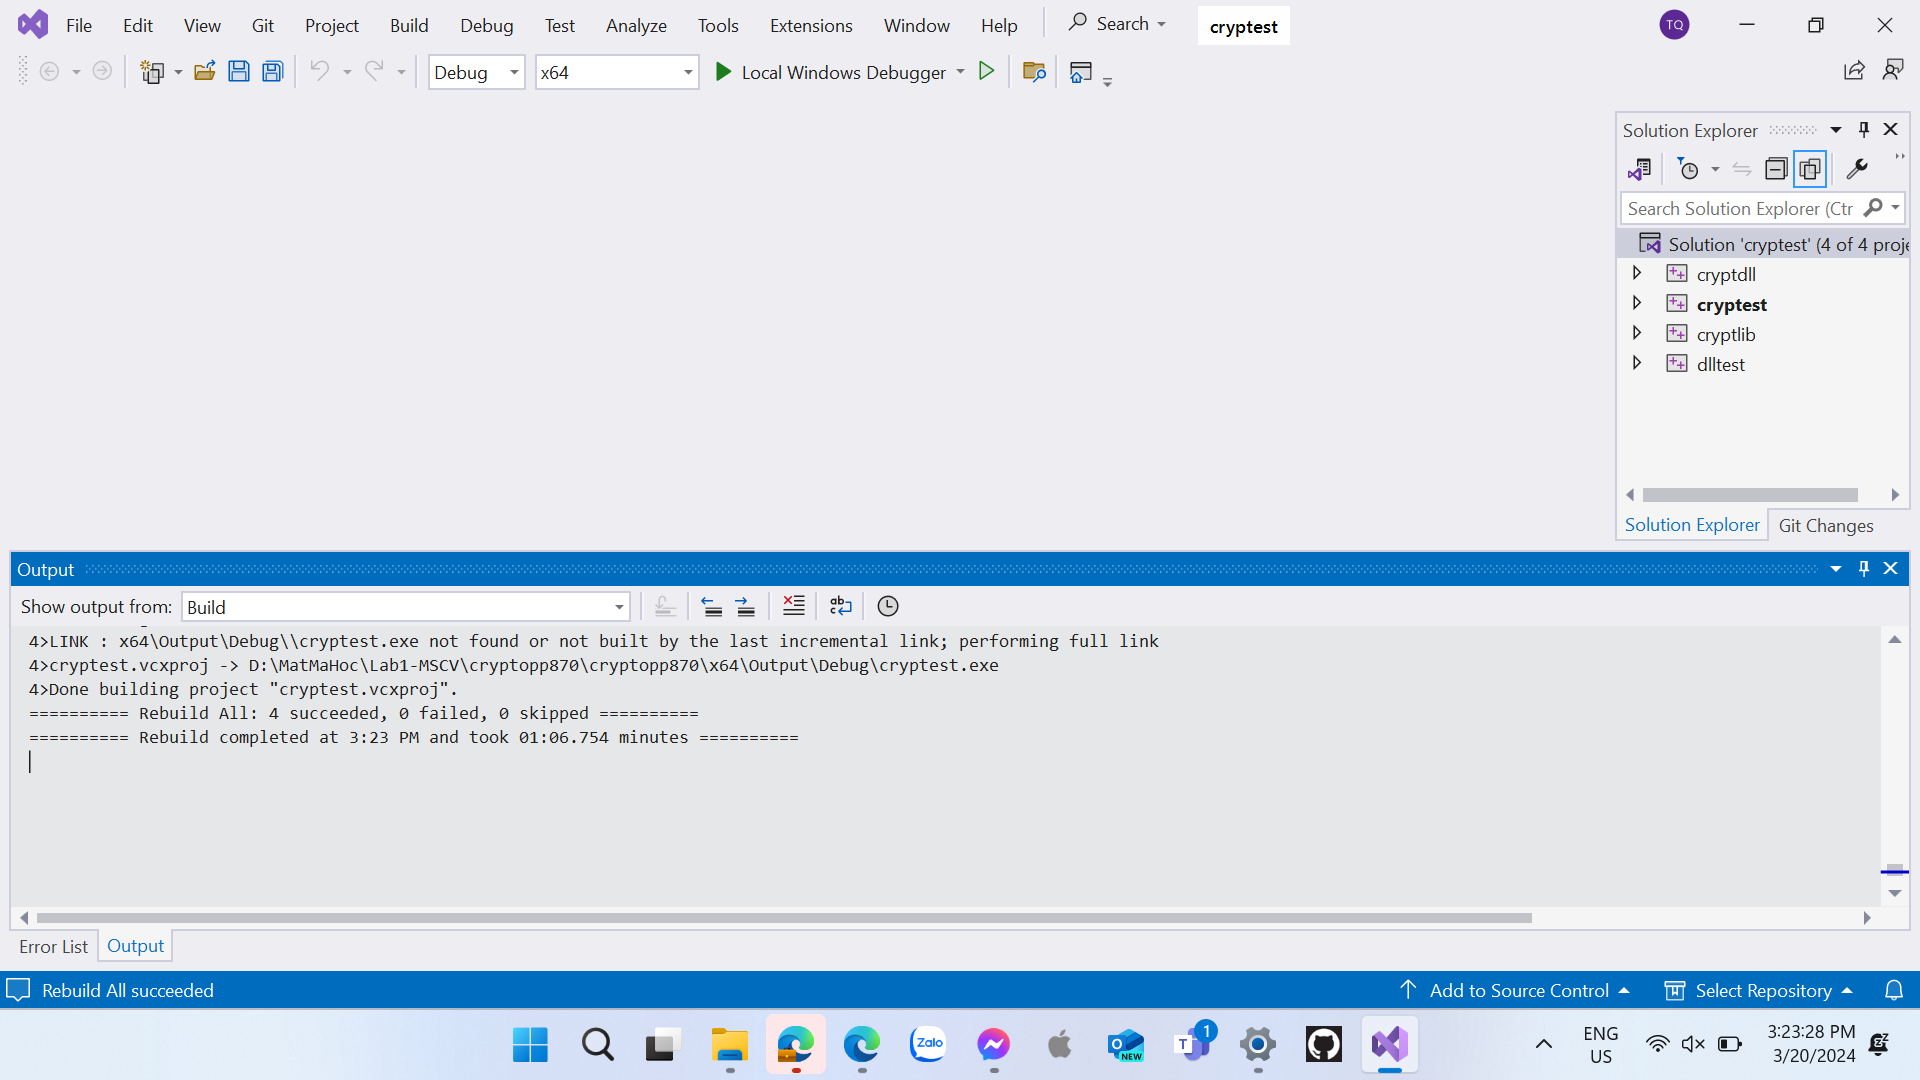 File Edit View Git Project Build Debug Test Analyze Tools Extensions Window Help Search cryptest TQ
Debug x64 Local Windows Debugger
Solution Explorer
Search Solution Explorer (Ctr
Solution 'cryptest' (4 of 4 proje
cryptdll
cryptest
cryptlib
dlltest
Solution Explorer Git Changes
Output
Show output from: Build
4>LINK : x64\Output\Debug\\cryptest.exe not found or not built by the last incremental link; performing full link
4>cryptest.vcxproj -> D:\MatMaHoc\Lab1-MSCV\cryptopp870\cryptopp870\x64\Output\Debug\cryptest.exe
4>Done building project "cryptest.vcxproj".
========== Rebuild All: 4 succeeded, 0 failed, 0 skipped ==========
========== Rebuild completed at 3:23 PM and took 01:06.754 minutes ==========
Error List Output
Rebuild All succeeded Add to Source Control Select Repository
Zalo O NEW T 1
ENG
US
3:23:28 PM
3/20/2024